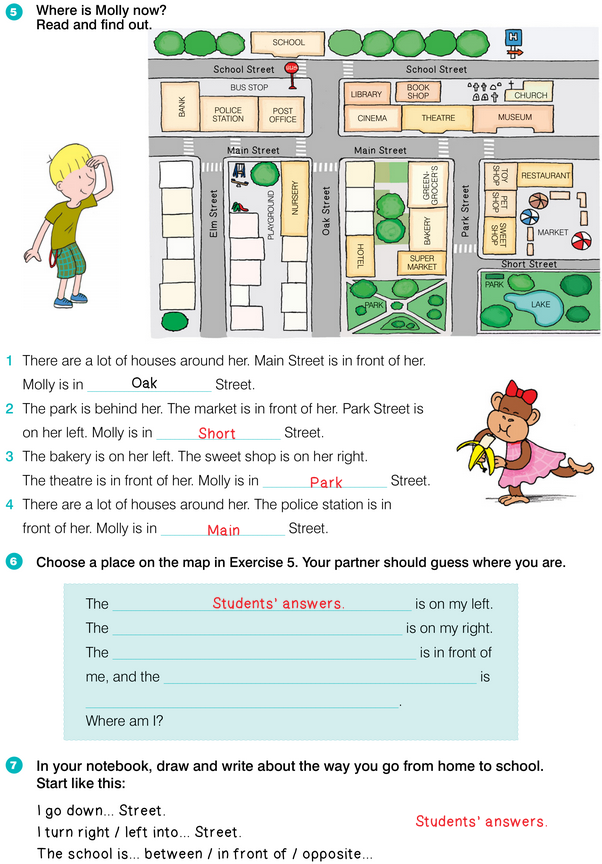 5 Where is Molly now?
Read and find out.
H
SCHOOL
School Street
School Street
BUS
BUS STOP
BANK
POLICE STATION
POST OFFICE
LIBRARY
BOOK SHOP
CHURCH
CINEMA
THEATRE
MUSEUM
Main Street
Main Street
Elm Street
PLAYGROUND
NURSERY
Oak Street
HOTEL
GREEN-GROCER'S
BAKERY
SUPER MARKET
PARK
Park Street
TOY SHOP
PET SHOP
SWEET SHOP
RESTAURANT
MARKET
Short Street
PARK
LAKE
1 There are a lot of houses around her. Main Street is in front of her.
Molly is in Oak Street.
2 The park is behind her. The market is in front of her. Park Street is
on her left. Molly is in Short Street.
3 The bakery is on her left. The sweet shop is on her right.
The theatre is in front of her. Molly is in Park Street.
4 There are a lot of houses around her. The police station is in
front of her. Molly is in Main Street.
6 Choose a place on the map in Exercise 5. Your partner should guess where you are.
The Students' answers. is on my left.
The is on my right.
The is in front of
me, and the is
.
Where am I?
7 In your notebook, draw and write about the way you go from home to school.
Start like this:
I go down... Street.
I turn right / left into... Street.
The school is... between / in front of / opposite...
Students' answers.